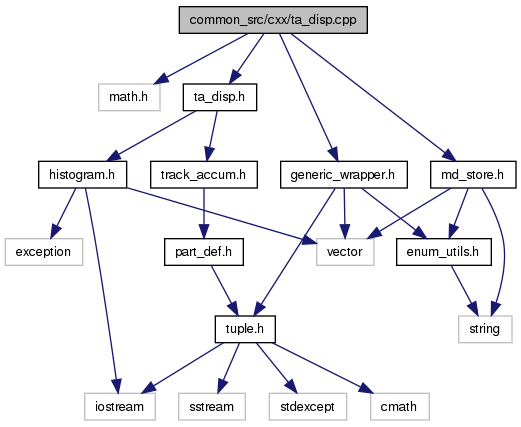 common_src/cxx/ta_disp.cpp
math.h
ta_disp.h
histogram.h
track_accum.h
generic_wrapper.h
md_store.h
exception
part_def.h
vector
enum_utils.h
tuple.h
string
iostream
sstream
stdexcept
cmath